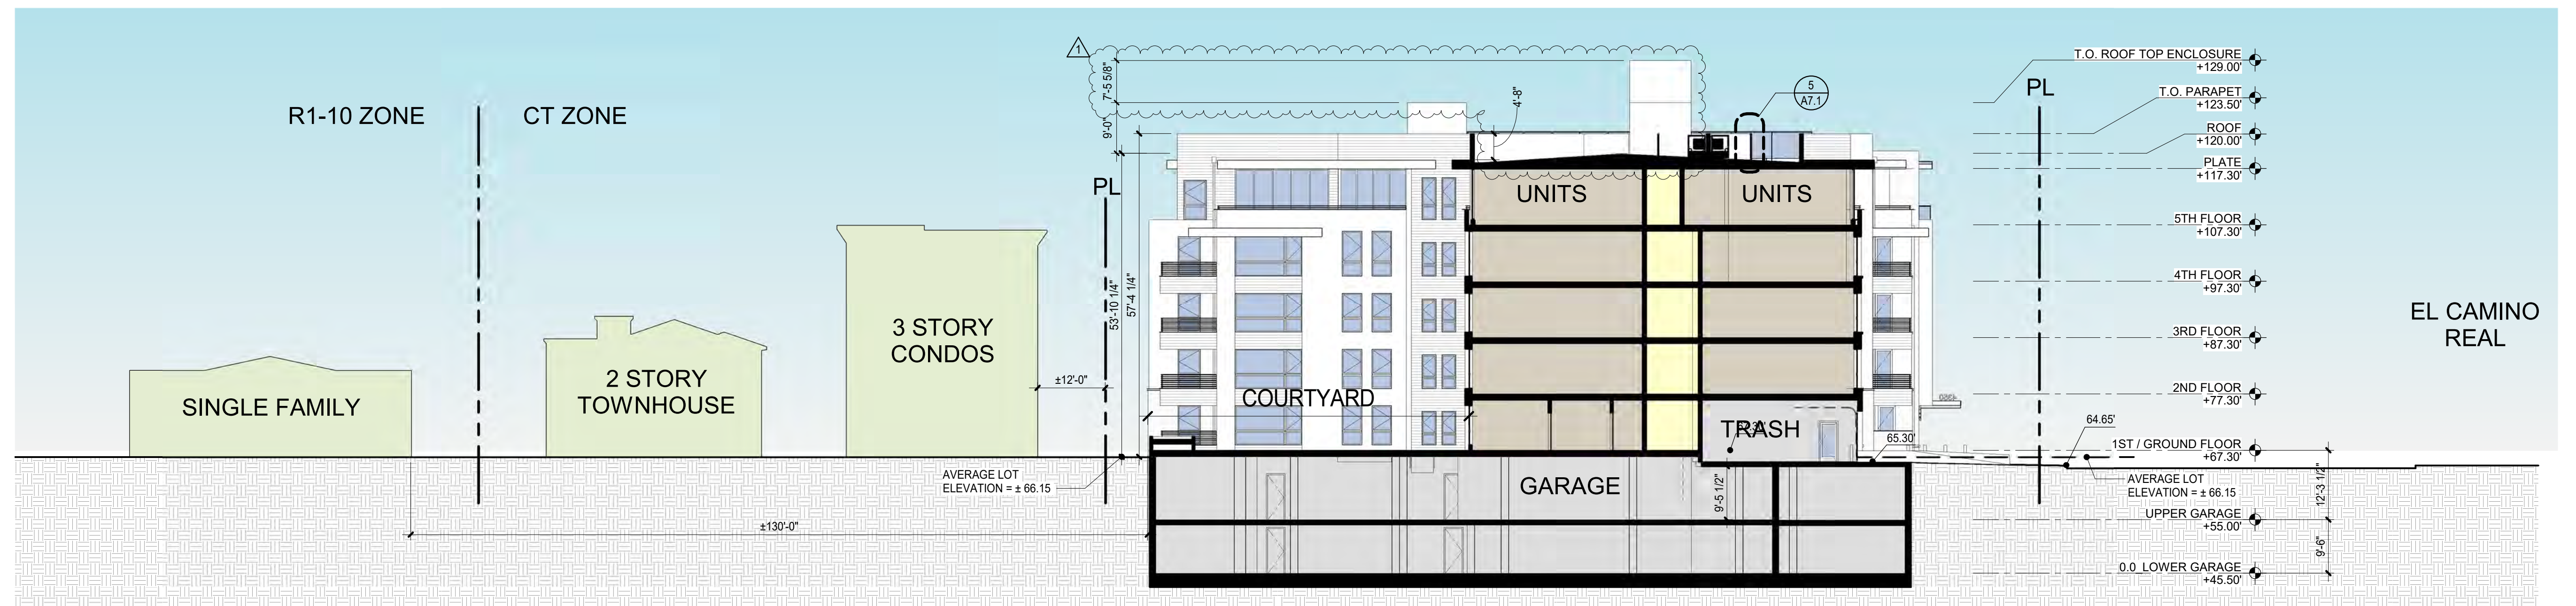 R1-10 ZONE
CT ZONE
1
7'-5 5/8"
9'-0"
PL
53'-10 1/4"
57'-4 1/4"
4'-8"
5
A7.1
PL
T.O. ROOF TOP ENCLOSURE
+129.00'
T.O. PARAPET
+123.50'
ROOF
+120.00'
PLATE
+117.30'
5TH FLOOR
+107.30'
4TH FLOOR
+97.30'
3RD FLOOR
+87.30'
2ND FLOOR
+77.30'
1ST / GROUND FLOOR
+67.30'
UPPER GARAGE
+55.00'
0.0 LOWER GARAGE
+45.50'
EL CAMINO
REAL
UNITS
UNITS
SINGLE FAMILY
2 STORY
TOWNHOUSE
3 STORY
CONDOS
±12'-0"
COURTYARD
TRASH
65.30'
64.65'
AVERAGE LOT
ELEVATION = ± 66.15
GARAGE
9'-5 1/2"
AVERAGE LOT
ELEVATION = ± 66.15
12'-3 1/2"
9'-6"
±130'-0"